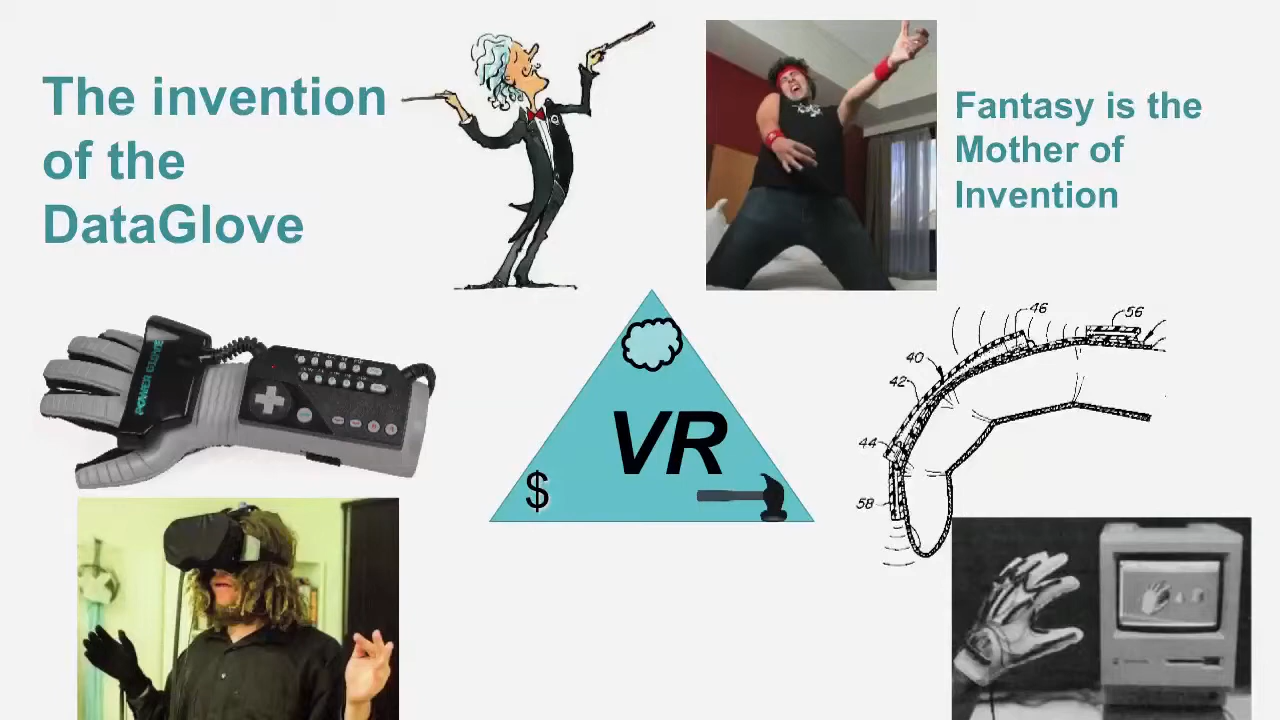 The invention
of the
DataGlove
Fantasy is the
Mother of
Invention
POWER GLOVE
VR
$
46
56
40
42
44
58